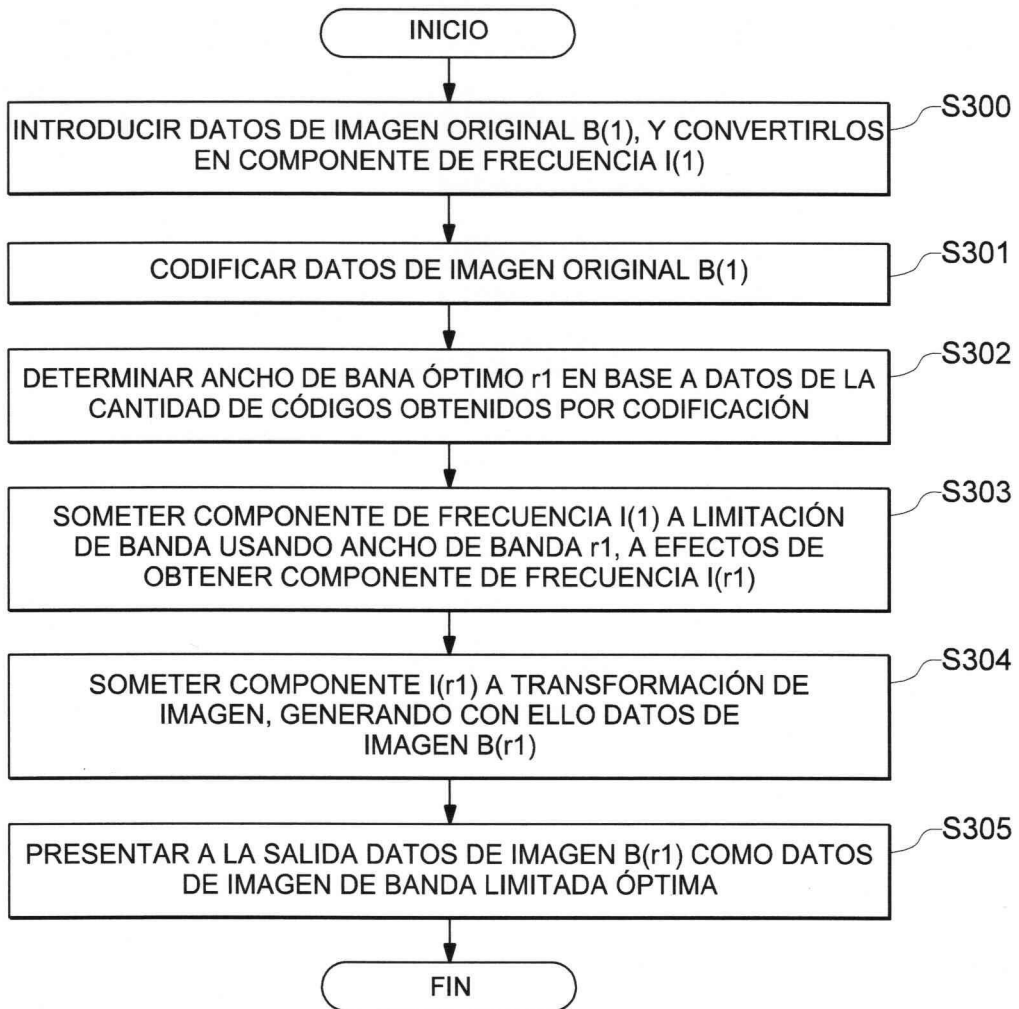 INICIO
S300
INTRODUCIR DATOS DE IMAGEN ORIGINAL B(1), Y CONVERTIRLOS
EN COMPONENTE DE FRECUENCIA I(1)
S301
CODIFICAR DATOS DE IMAGEN ORIGINAL B(1)
S302
DETERMINAR ANCHO DE BANA ÓPTIMO r1 EN BASE A DATOS DE LA
CANTIDAD DE CÓDIGOS OBTENIDOS POR CODIFICACIÓN
S303
SOMETER COMPONENTE DE FRECUENCIA I(1) A LIMITACIÓN
DE BANDA USANDO ANCHO DE BANDA r1, A EFECTOS DE
OBTENER COMPONENTE DE FRECUENCIA I(r1)
S304
SOMETER COMPONENTE I(r1) A TRANSFORMACIÓN DE
IMAGEN, GENERANDO CON ELLO DATOS DE
IMAGEN B(r1)
S305
PRESENTAR A LA SALIDA DATOS DE IMAGEN B(r1) COMO DATOS
DE IMAGEN DE BANDA LIMITADA ÓPTIMA
FIN